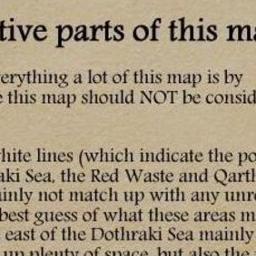 tive parts of this ma
erything a lot of this map is by
e this map should NOT be consid
hite lines (which indicate the po
aki Sea, the Red Waste and Qarth
inly not match up with any unre
best guess of what these areas m
east of the Dothraki Sea mainly
up plenty of space, but also the